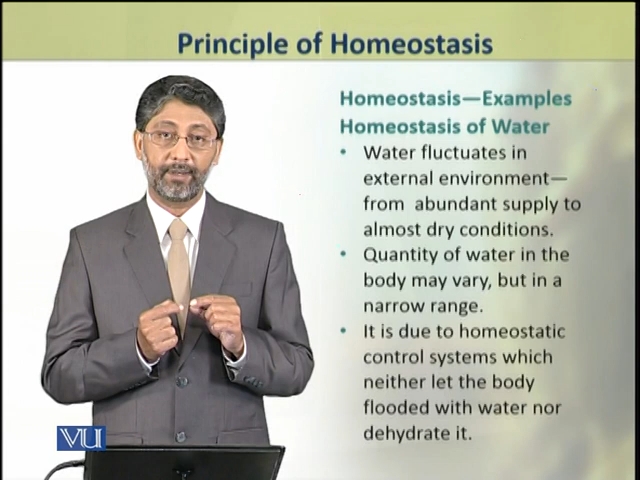 Principle of Homeostasis
Homeostasis—Examples
Homeostasis of Water
• Water fluctuates in
external environment—
from abundant supply to
almost dry conditions.
• Quantity of water in the
body may vary, but in a
narrow range.
• It is due to homeostatic
control systems which
neither let the body
flooded with water nor
dehydrate it.
VU